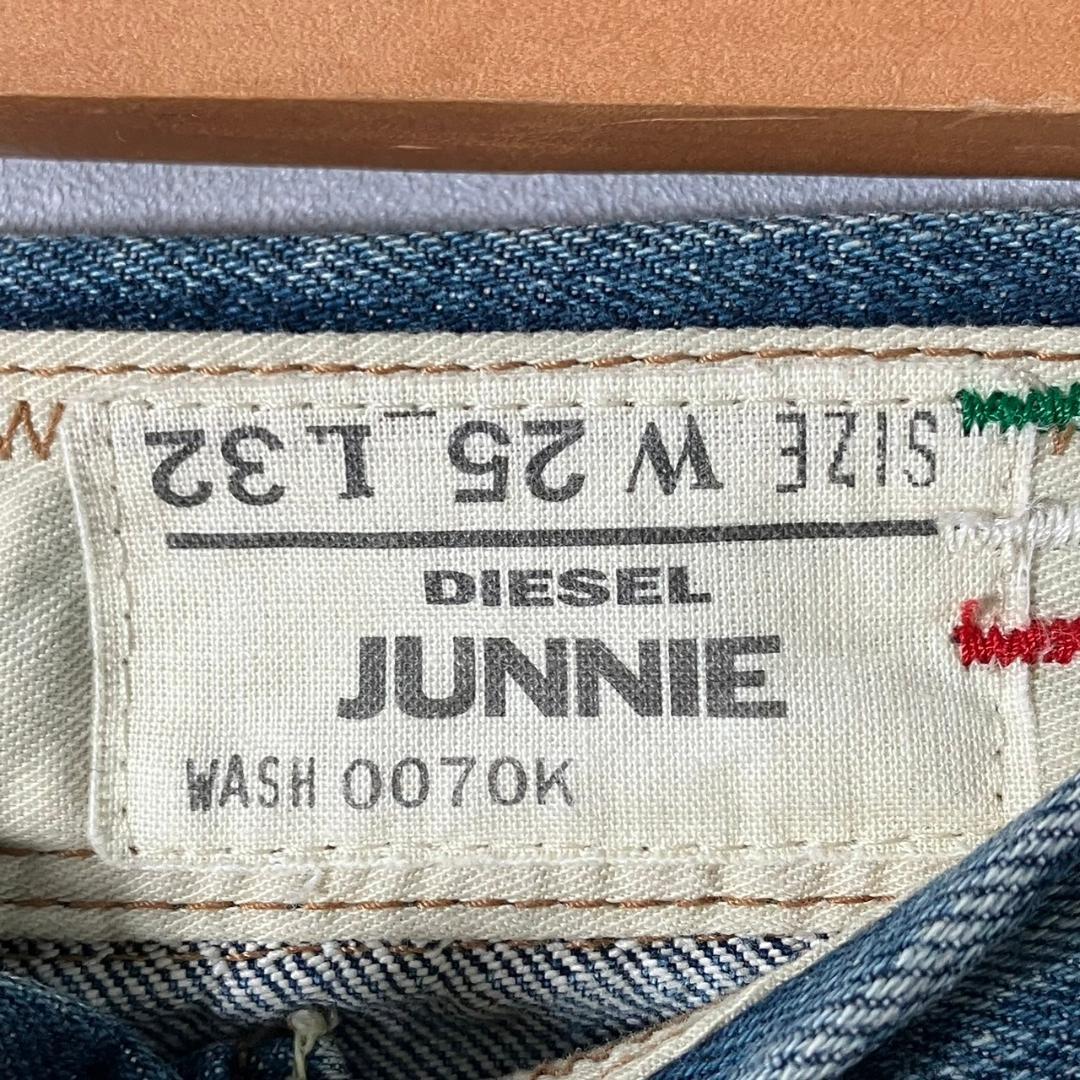 SIZE W 25 L 32
DIESEL
JUNNIE
WASH 0070K